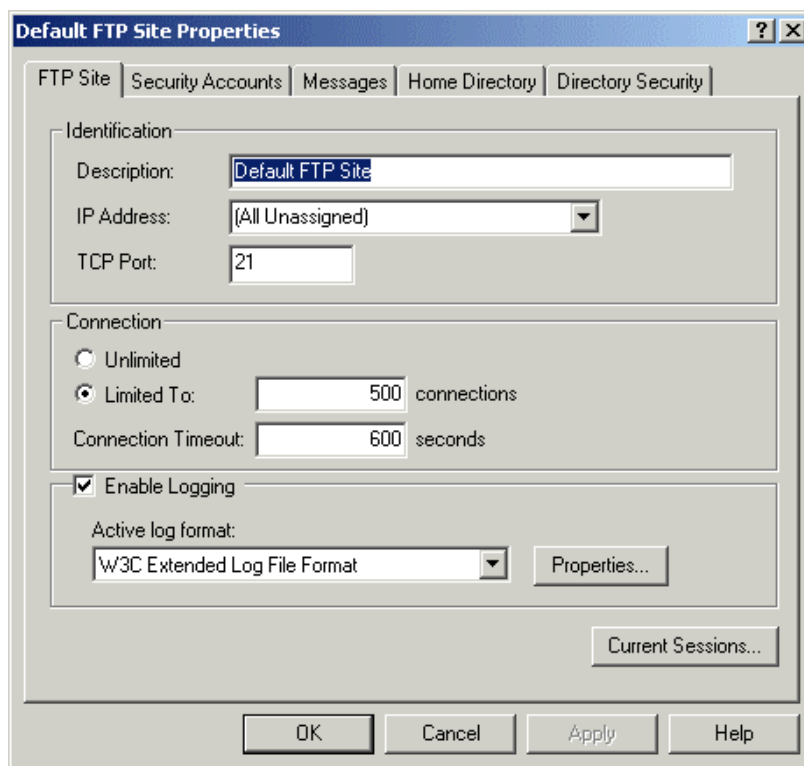 Default FTP Site Properties
FTP Site Security Accounts Messages Home Directory Directory Security
Identification
Description: Default FTP Site
IP Address: (All Unassigned)
TCP Port: 21
Connection
Unlimited
Limited To: 500 connections
Connection Timeout: 600 seconds
Enable Logging
Active log format:
W3C Extended Log File Format Properties...
Current Sessions...
OK Cancel Apply Help